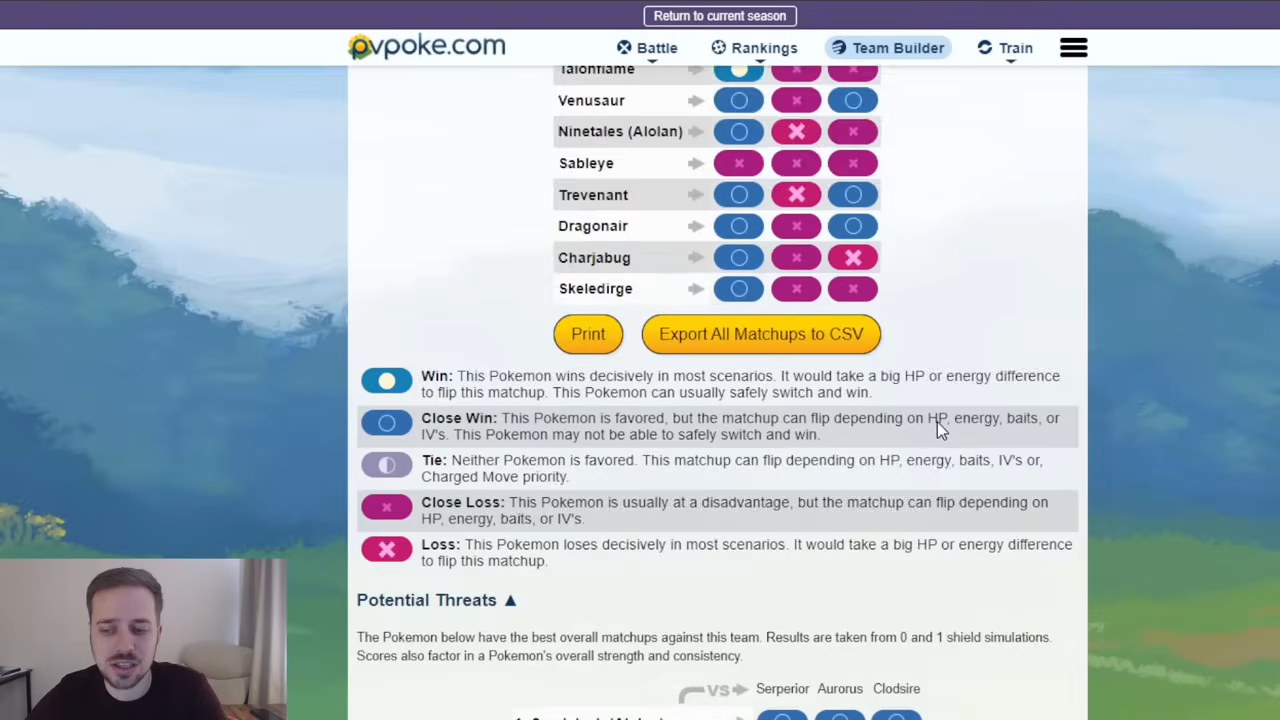 Return to current season
pvpoke.com
Battle
Rankings
Team Builder
Train
Talonflame
Venusaur
Ninetales (Alolan)
Sableye
Trevenant
Dragonair
Charjabug
Skeledirge
Print
Export All Matchups to CSV
Win: This Pokemon wins decisively in most scenarios. It would take a big HP or energy difference
to flip this matchup. This Pokemon can usually safely switch and win.
Close Win: This Pokemon is favored, but the matchup can flip depending on HP, energy, baits, or
IV's. This Pokemon may not be able to safely switch and win.
Tie: Neither Pokemon is favored. This matchup can flip depending on HP, energy, baits, IV's or,
Charged Move priority.
Close Loss: This Pokemon is usually at a disadvantage, but the matchup can flip depending on
HP, energy, baits, or IV's.
Loss: This Pokemon loses decisively in most scenarios. It would take a big HP or energy difference
to flip this matchup.
Potential Threats ▲
The Pokemon below have the best overall matchups against this team. Results are taken from 0 and 1 shield simulations.
Scores also factor in a Pokemon's overall strength and consistency.
VS
Serperior
Aurorus
Clodsire